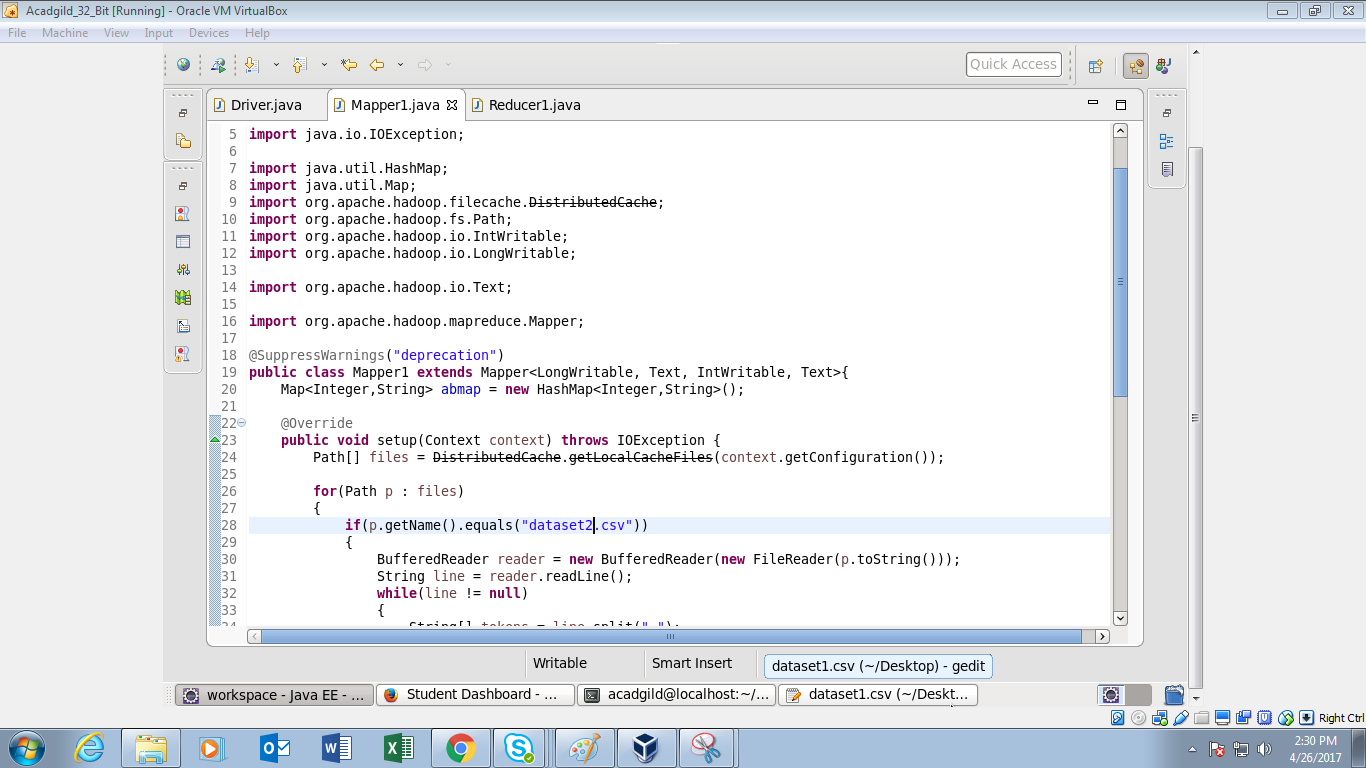 Acadgild_32_Bit [Running] - Oracle VM VirtualBox
File Machine View Input Devices Help
Quick Access
Driver.java Mapper1.java Reducer1.java
5 import java.io.IOException;
6
7 import java.util.HashMap;
8 import java.util.Map;
9 import org.apache.hadoop.filecache.DistributedCache;
10 import org.apache.hadoop.fs.Path;
11 import org.apache.hadoop.io.IntWritable;
12 import org.apache.hadoop.io.LongWritable;
13
14 import org.apache.hadoop.io.Text;
15
16 import org.apache.hadoop.mapreduce.Mapper;
17
18 @SuppressWarnings("deprecation")
19 public class Mapper1 extends Mapper<LongWritable, Text, IntWritable, Text>{
20 Map<Integer,String> abmap = new HashMap<Integer,String>();
21
22 @Override
23 public void setup(Context context) throws IOException {
24 Path[] files = DistributedCache.getLocalCacheFiles(context.getConfiguration());
25
26 for(Path p : files)
27 {
28 if(p.getName().equals("dataset2.csv"))
29 {
30 BufferedReader reader = new BufferedReader(new FileReader(p.toString()));
31 String line = reader.readLine();
32 while(line != null)
33 {
34 String[] tokens = line.split(",");
Writable Smart Insert dataset1.csv (~/Desktop) - gedit
workspace - Java EE - ... Student Dashboard - ... acadgild@localhost:~/... dataset1.csv (~/Deskt...
Right Ctrl
2:30 PM
4/26/2017